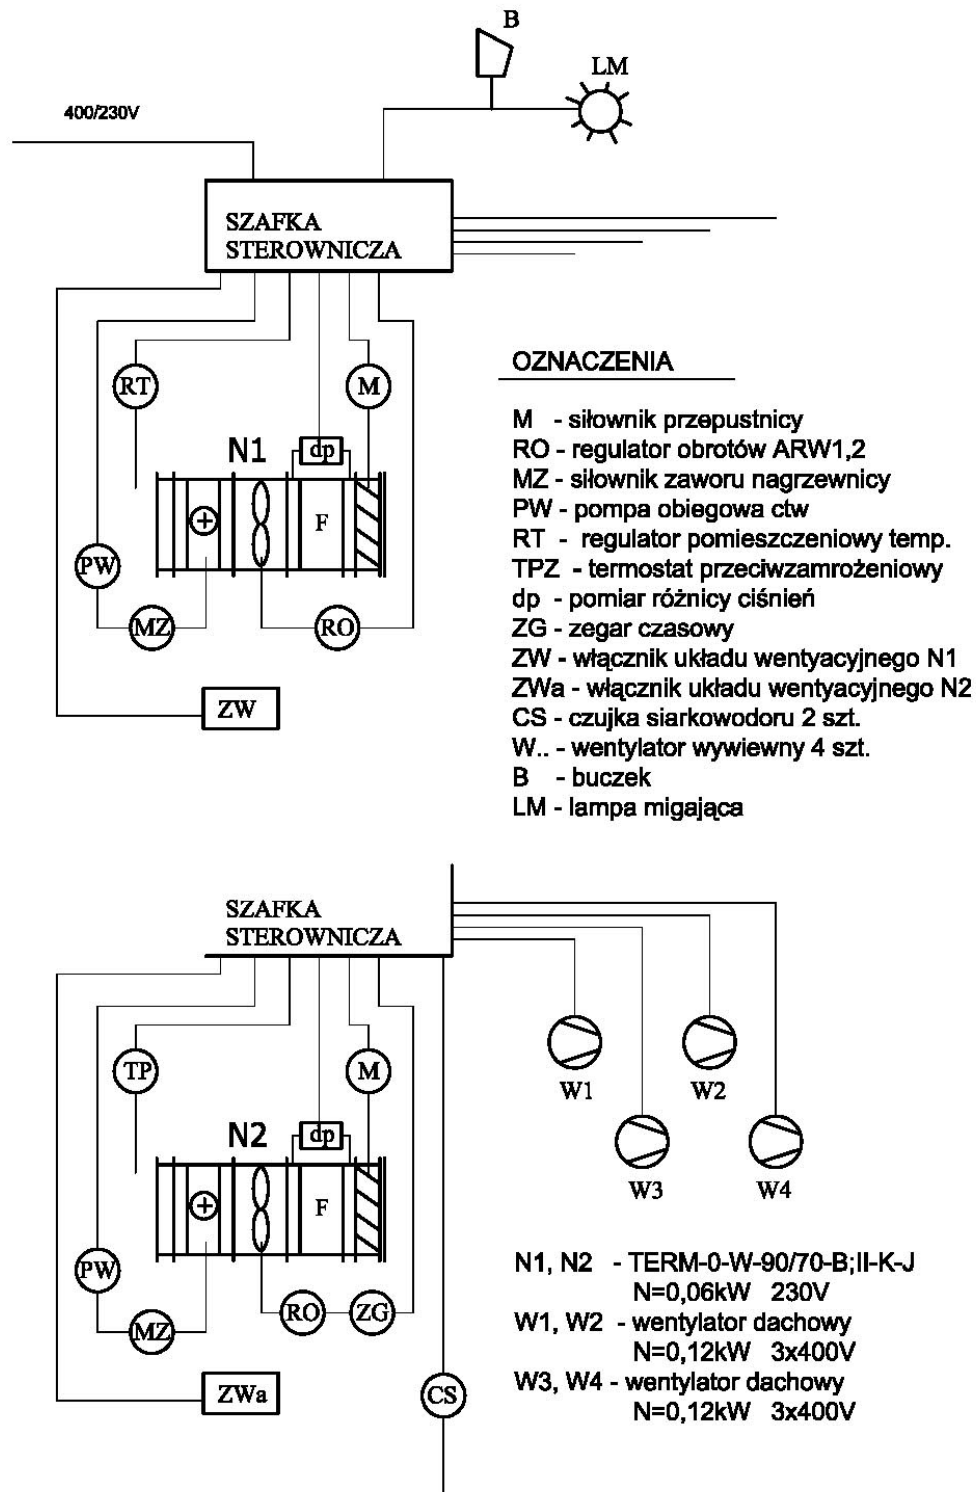 B
LM
400/230V
SZAFKA
STEROWNICZA
RT
M
N1
dp
F
PW
MZ
RO
ZW
OZNACZENIA
M - siłownik przepustnicy
RO - regulator obrotów ARW1,2
MZ - siłownik zaworu nagrzewnicy
PW - pompa obiegowa ctw
RT - regulator pomieszczeniowy temp.
TPZ - termostat przeciwzamrożeniowy
dp - pomiar różnicy ciśnień
ZG - zegar czasowy
ZW - włącznik układu wentyacyjnego N1
ZWa - włącznik układu wentyacyjnego N2
CS - czujka siarkowodoru 2 szt.
W.. - wentylator wywiewny 4 szt.
B - buczek
LM - lampa migająca
SZAFKA
STEROWNICZA
TP
M
N2
dp
F
PW
MZ
RO
ZG
ZWa
CS
W1
W2
W3
W4
N1, N2 - TERM-0-W-90/70-B;II-K-J
N=0,06kW 230V
W1, W2 - wentylator dachowy
N=0,12kW 3x400V
W3, W4 - wentylator dachowy
N=0,12kW 3x400V